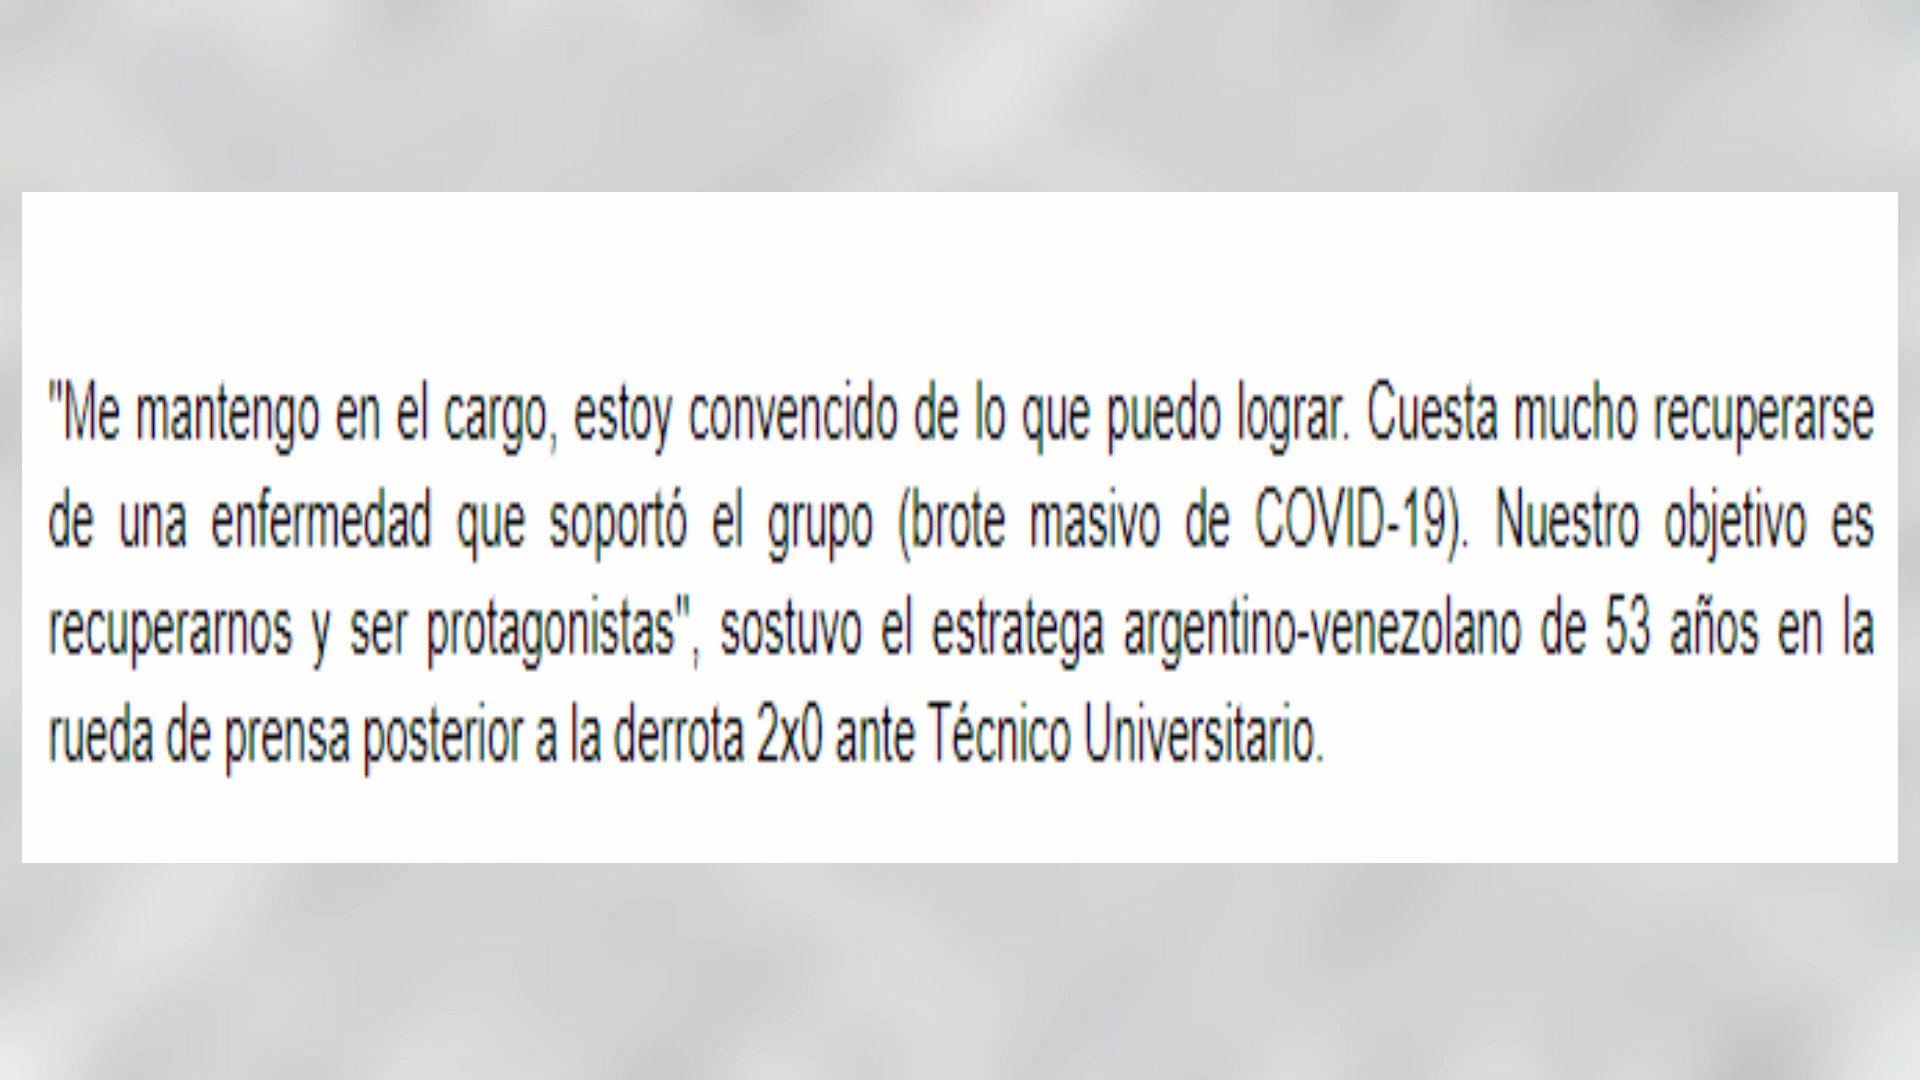 "Me mantengo en el cargo, estoy convencido de lo que puedo lograr. Cuesta mucho recuperarse
de una enfermedad que soportó el grupo (brote masivo de COVID-19). Nuestro objetivo es
recuperarnos y ser protagonistas", sostuvo el estratega argentino-venezolano de 53 años en la
rueda de prensa posterior a la derrota 2x0 ante Técnico Universitario.